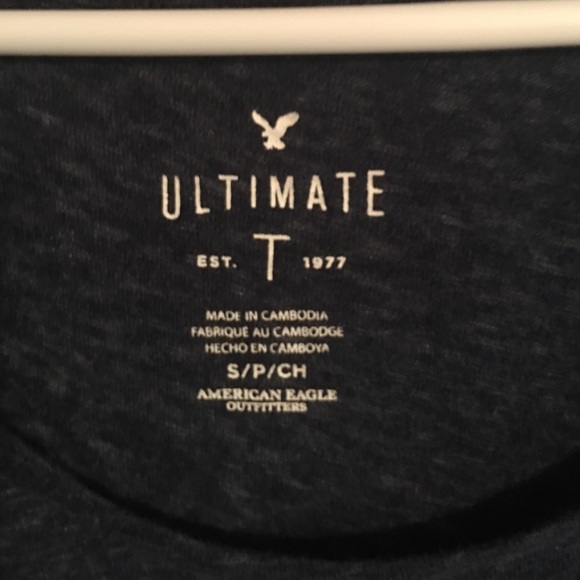 ULTIMATE
EST. T 1977
MADE IN CAMBODIA
FABRIQUE AU CAMBODGE
HECHO EN CAMBOYA
S/P/CH
AMERICAN EAGLE
OUTFITTERS